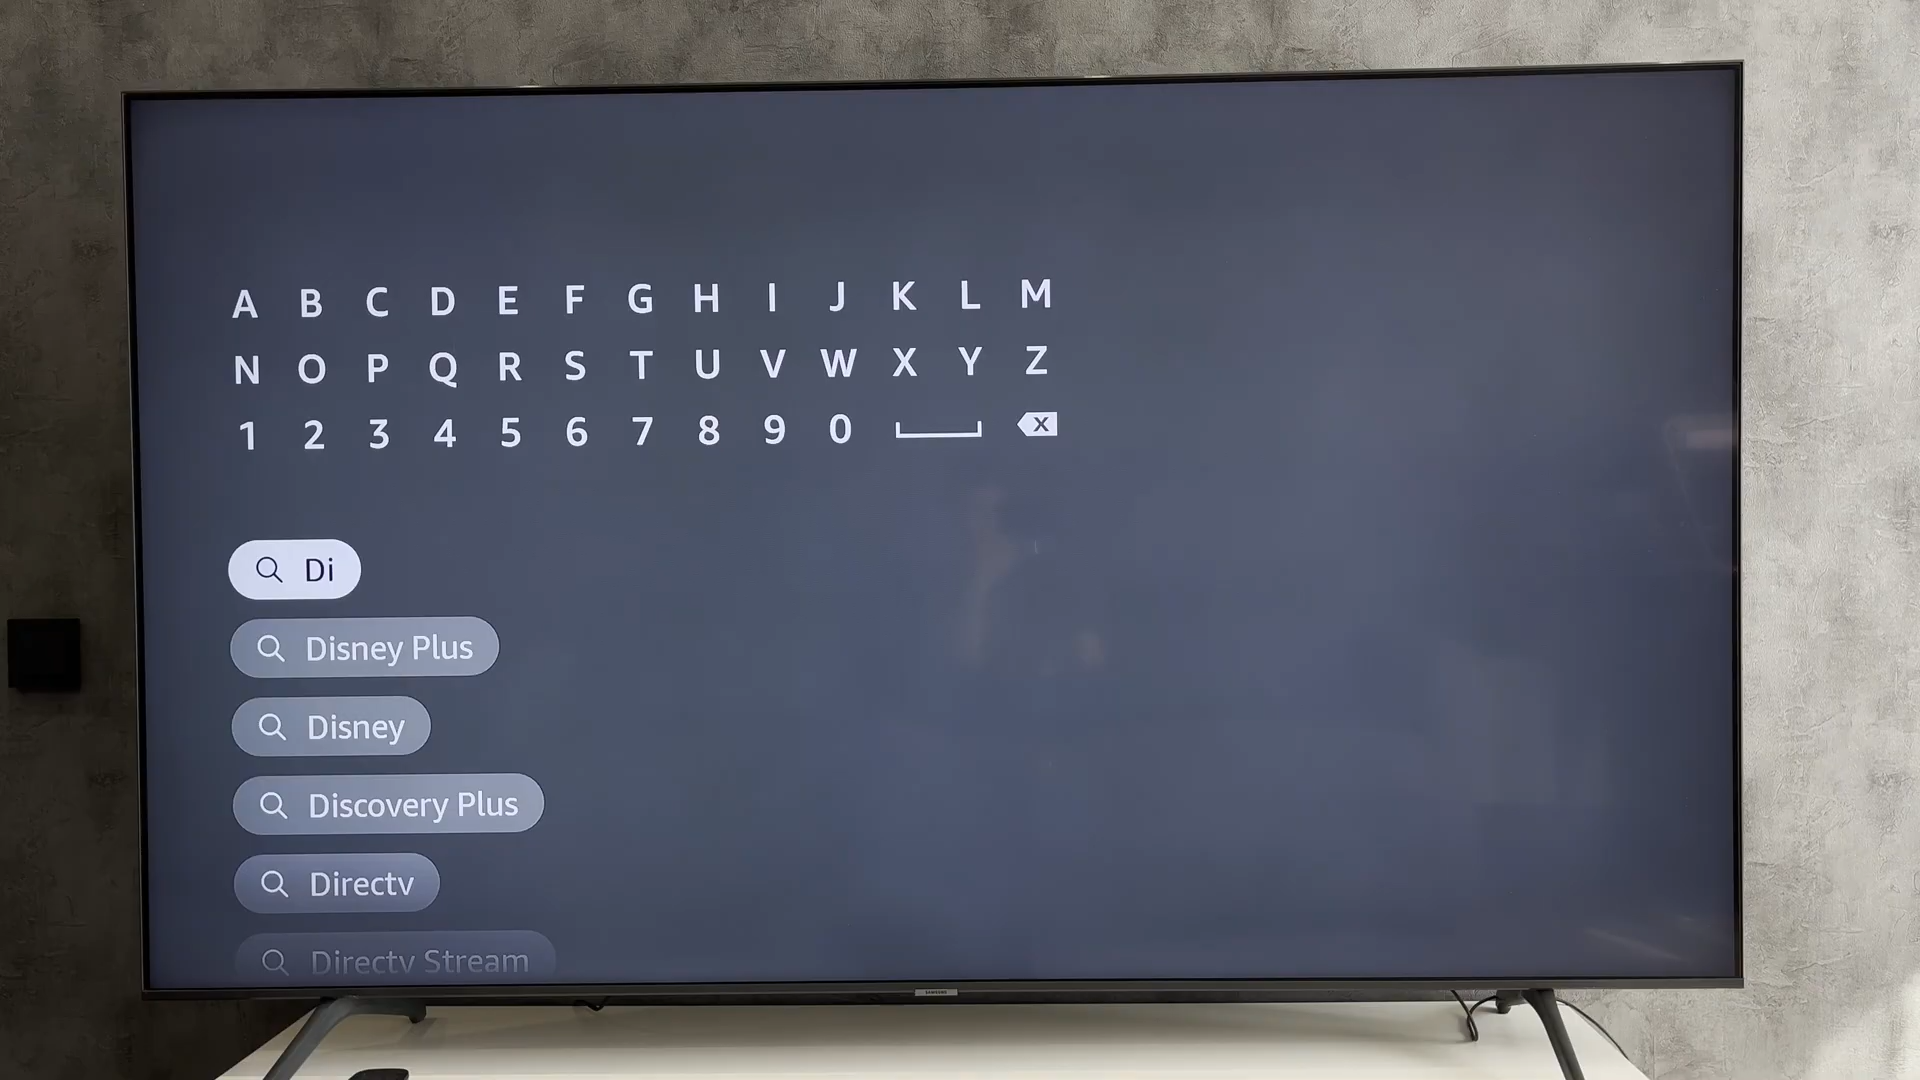 A B C D E F G H I J K L M
N O P Q R S T U V W X Y Z
1 2 3 4 5 6 7 8 9 0
Di
Disney Plus
Disney
Discovery Plus
Directv
Directv Stream
SAMSUNG